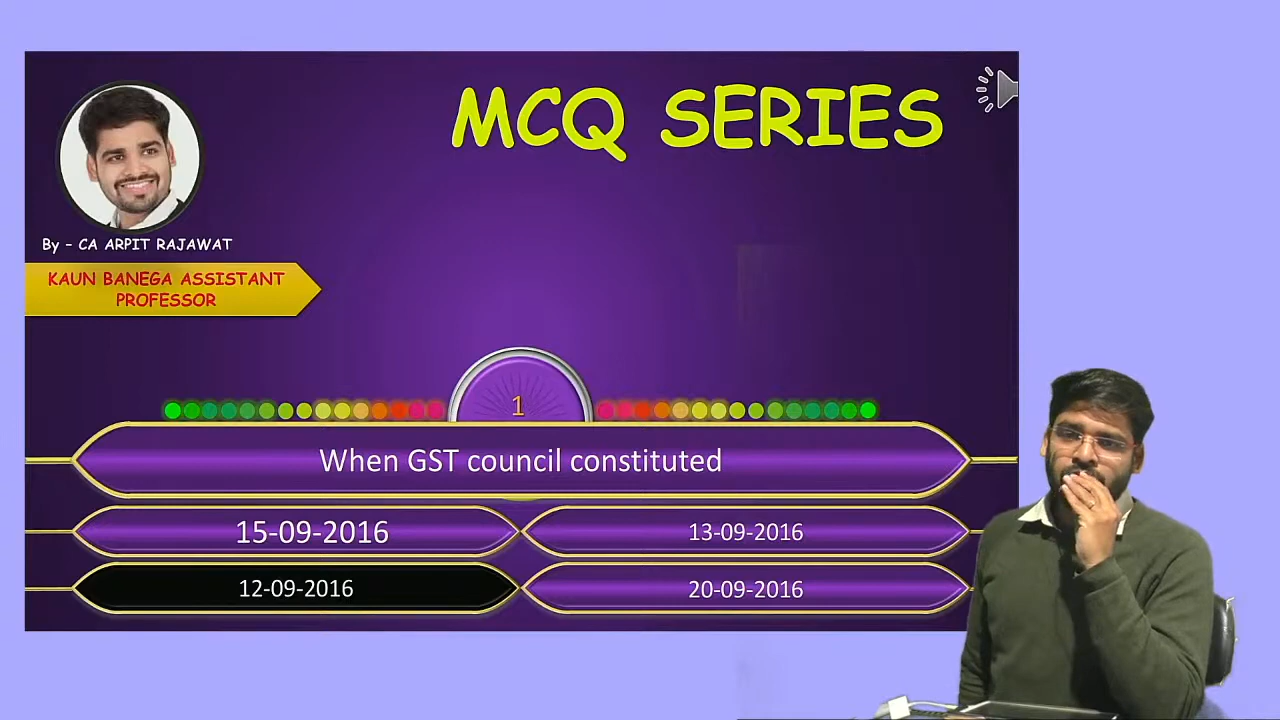 MCQ SERIES
By - CA ARPIT RAJAWAT
KAUN BANEGA ASSISTANT
PROFESSOR
1
When GST council constituted
15-09-2016
13-09-2016
12-09-2016
20-09-2016